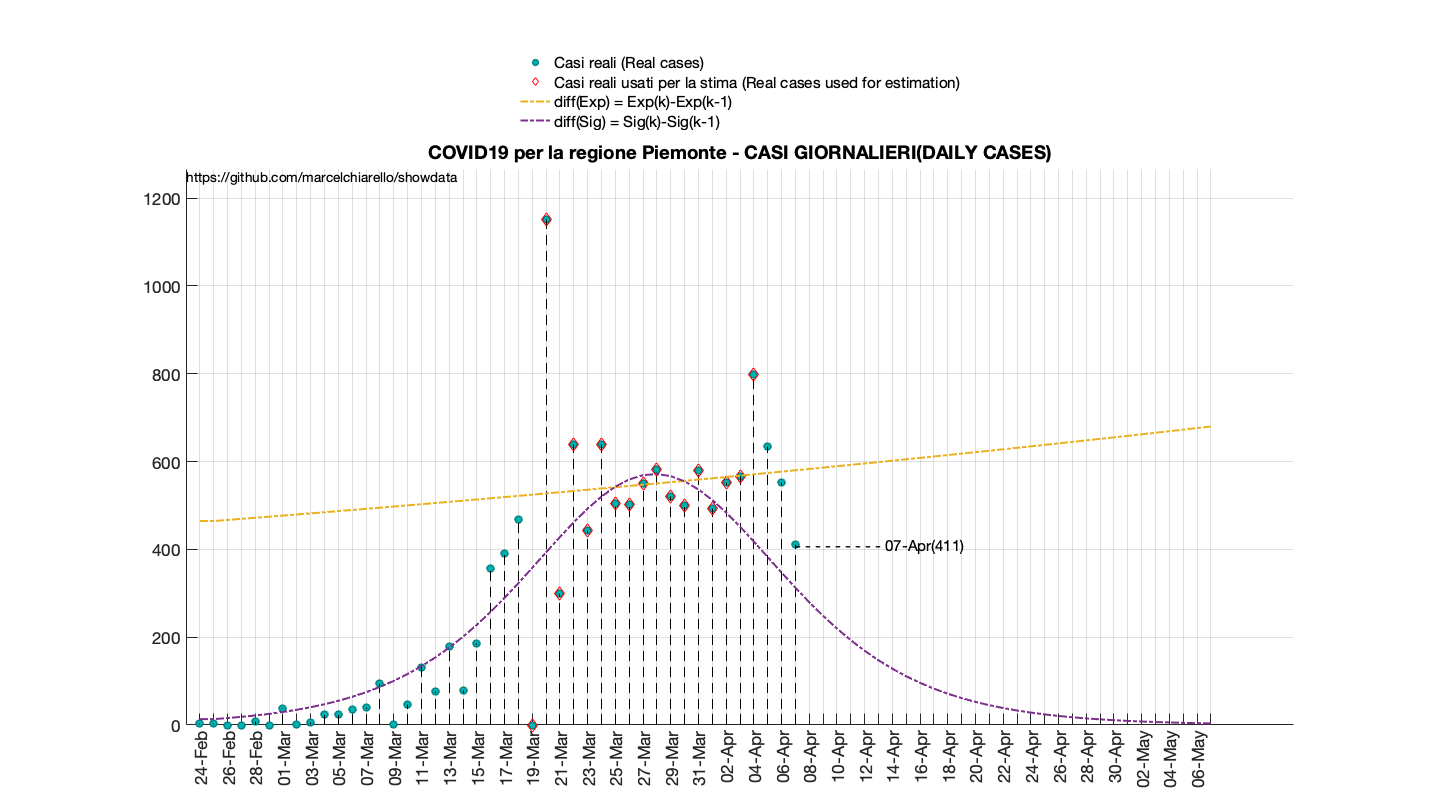 Casi reali (Real cases)
Casi reali usati per la stima (Real cases used for estimation)
diff(Exp) = Exp(k)-Exp(k-1)
diff(Sig) = Sig(k)-Sig(k-1)
COVID19 per la regione Piemonte - CASI GIORNALIERI(DAILY CASES)
https://github.com/marcelchiarello/showdata
1200
1000
800
600
400
200
0
07-Apr(411)
24-Feb
26-Feb
28-Feb
01-Mar
03-Mar
05-Mar
07-Mar
09-Mar
11-Mar
13-Mar
15-Mar
17-Mar
19-Mar
21-Mar
23-Mar
25-Mar
27-Mar
29-Mar
31-Mar
02-Apr
04-Apr
06-Apr
08-Apr
10-Apr
12-Apr
14-Apr
16-Apr
18-Apr
20-Apr
22-Apr
24-Apr
26-Apr
28-Apr
30-Apr
02-May
04-May
06-May